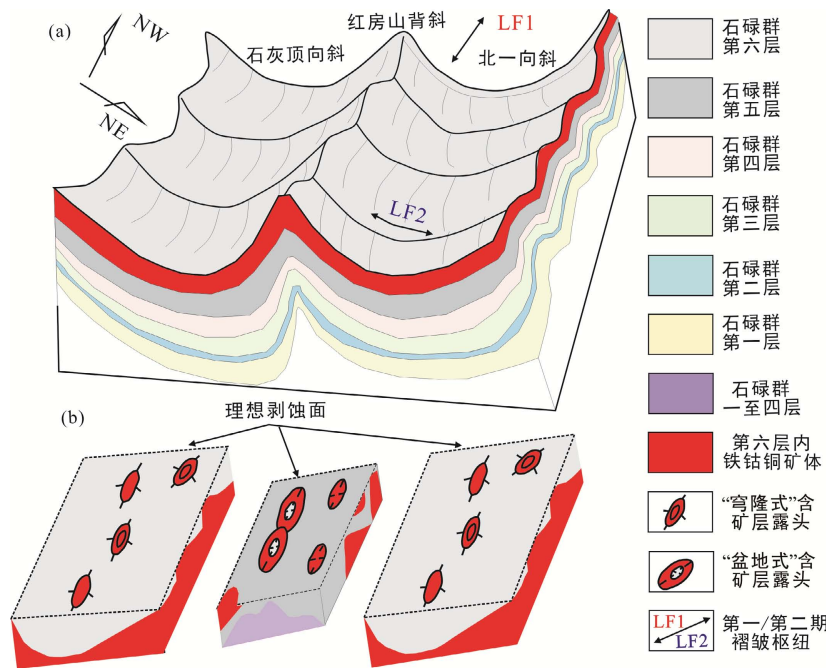 (a)
NW
NE
石灰顶向斜
红房山背斜
LF1
北一向斜
LF2
(b)
理想剥蚀面
石碌群
第六层
石碌群
第五层
石碌群
第四层
石碌群
第三层
石碌群
第二层
石碌群
第一层
石碌群
一至四层
第六层内
铁钴铜矿体
“穹隆式”含
矿层露头
“盆地式”含
矿层露头
LF1
LF2
第一/第二期
褶皱枢纽